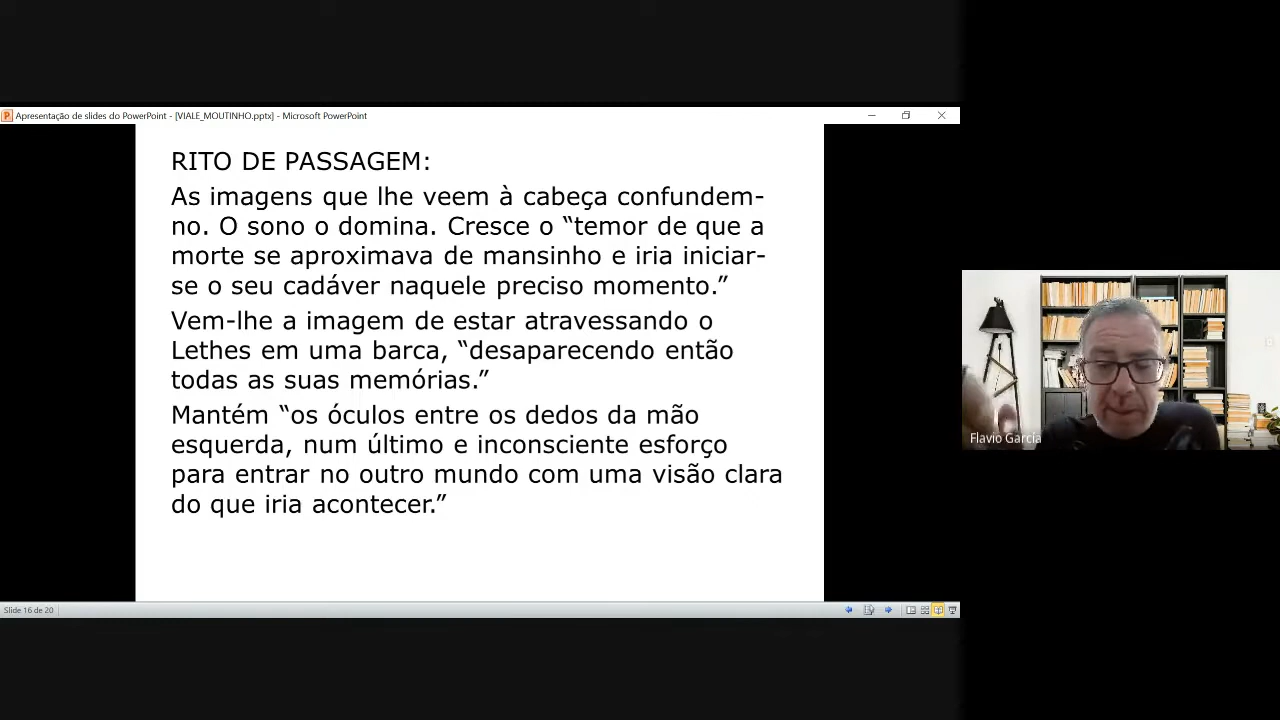 Apresentação de slides do PowerPoint - [VIALE_MOUTINHO.pptx] - Microsoft PowerPoint
RITO DE PASSAGEM:
As imagens que lhe veem à cabeça confundem-
no. O sono o domina. Cresce o “temor de que a
morte se aproximava de mansinho e iria iniciar-
se o seu cadáver naquele preciso momento.”
Vem-lhe a imagem de estar atravessando o
Lethes em uma barca, “desaparecendo então
todas as suas memórias.”
Mantém “os óculos entre os dedos da mão
esquerda, num último e inconsciente esforço
para entrar no outro mundo com uma visão clara
do que iria acontecer.”
Flavio García
Slide 16 de 20